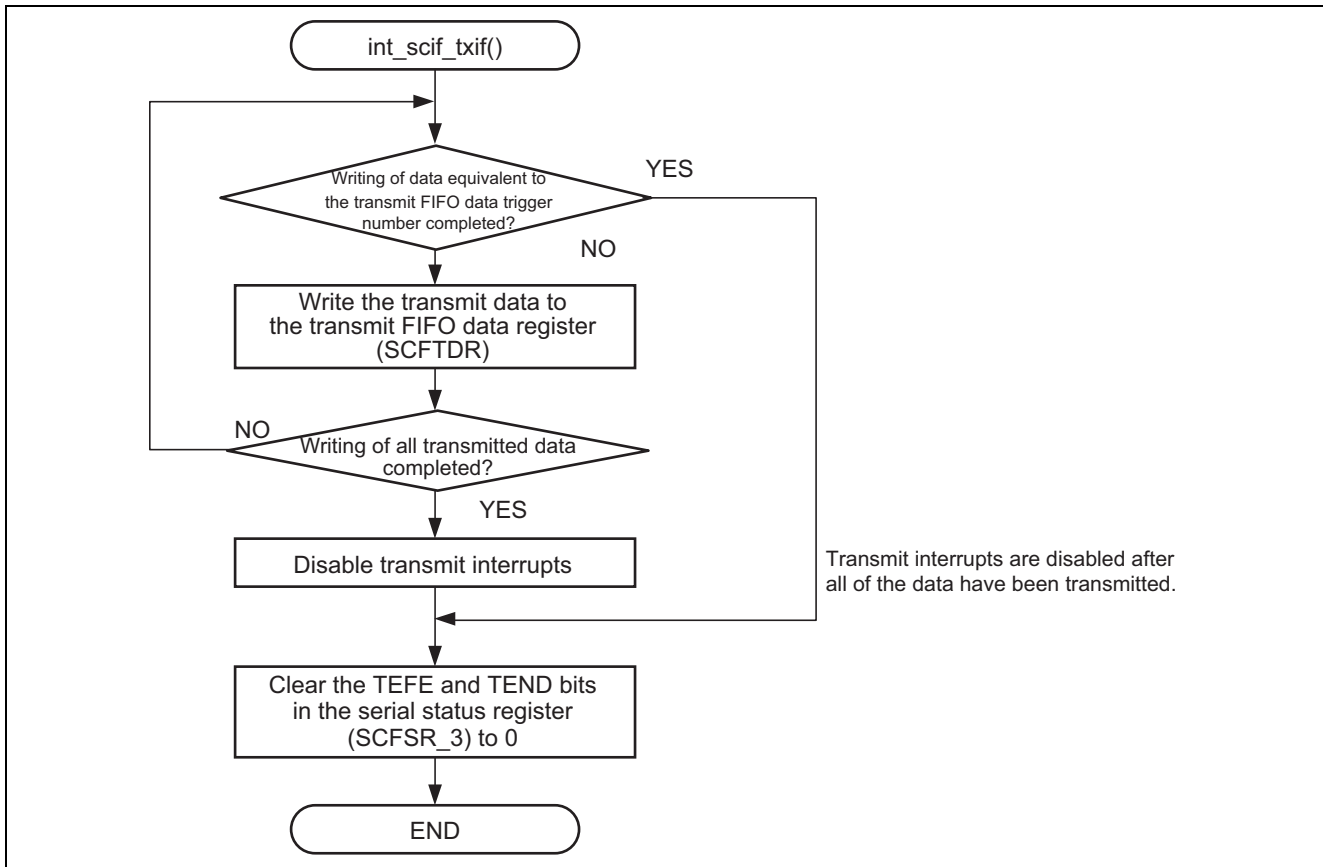 int_scif_txif()
Writing of data equivalent to
the transmit FIFO data trigger
number completed?
YES
NO
Write the transmit data to
the transmit FIFO data register
(SCFTDR)
NO
Writing of all transmitted data
completed?
YES
Disable transmit interrupts
Transmit interrupts are disabled after
all of the data have been transmitted.
Clear the TEFE and TEND bits
in the serial status register
(SCFSR_3) to 0
END